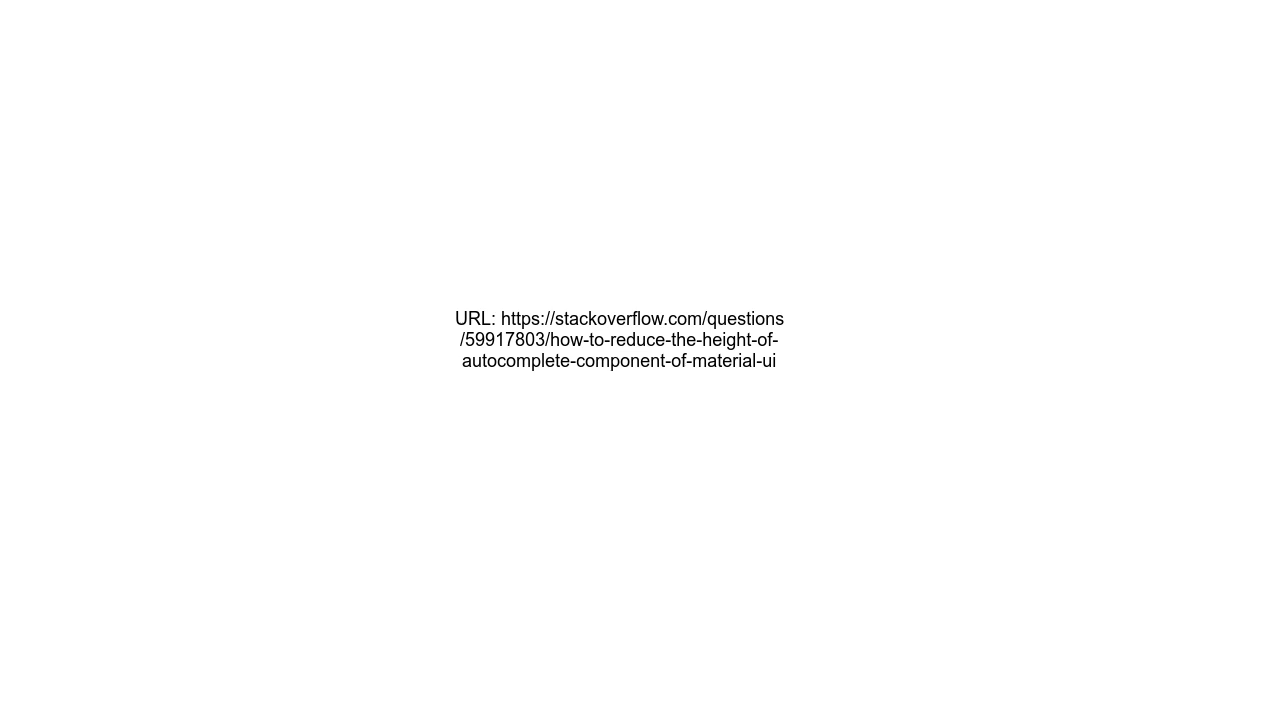 URL: https://stackoverflow.com/questions
/59917803/how-to-reduce-the-height-of-
autocomplete-component-of-material-ui